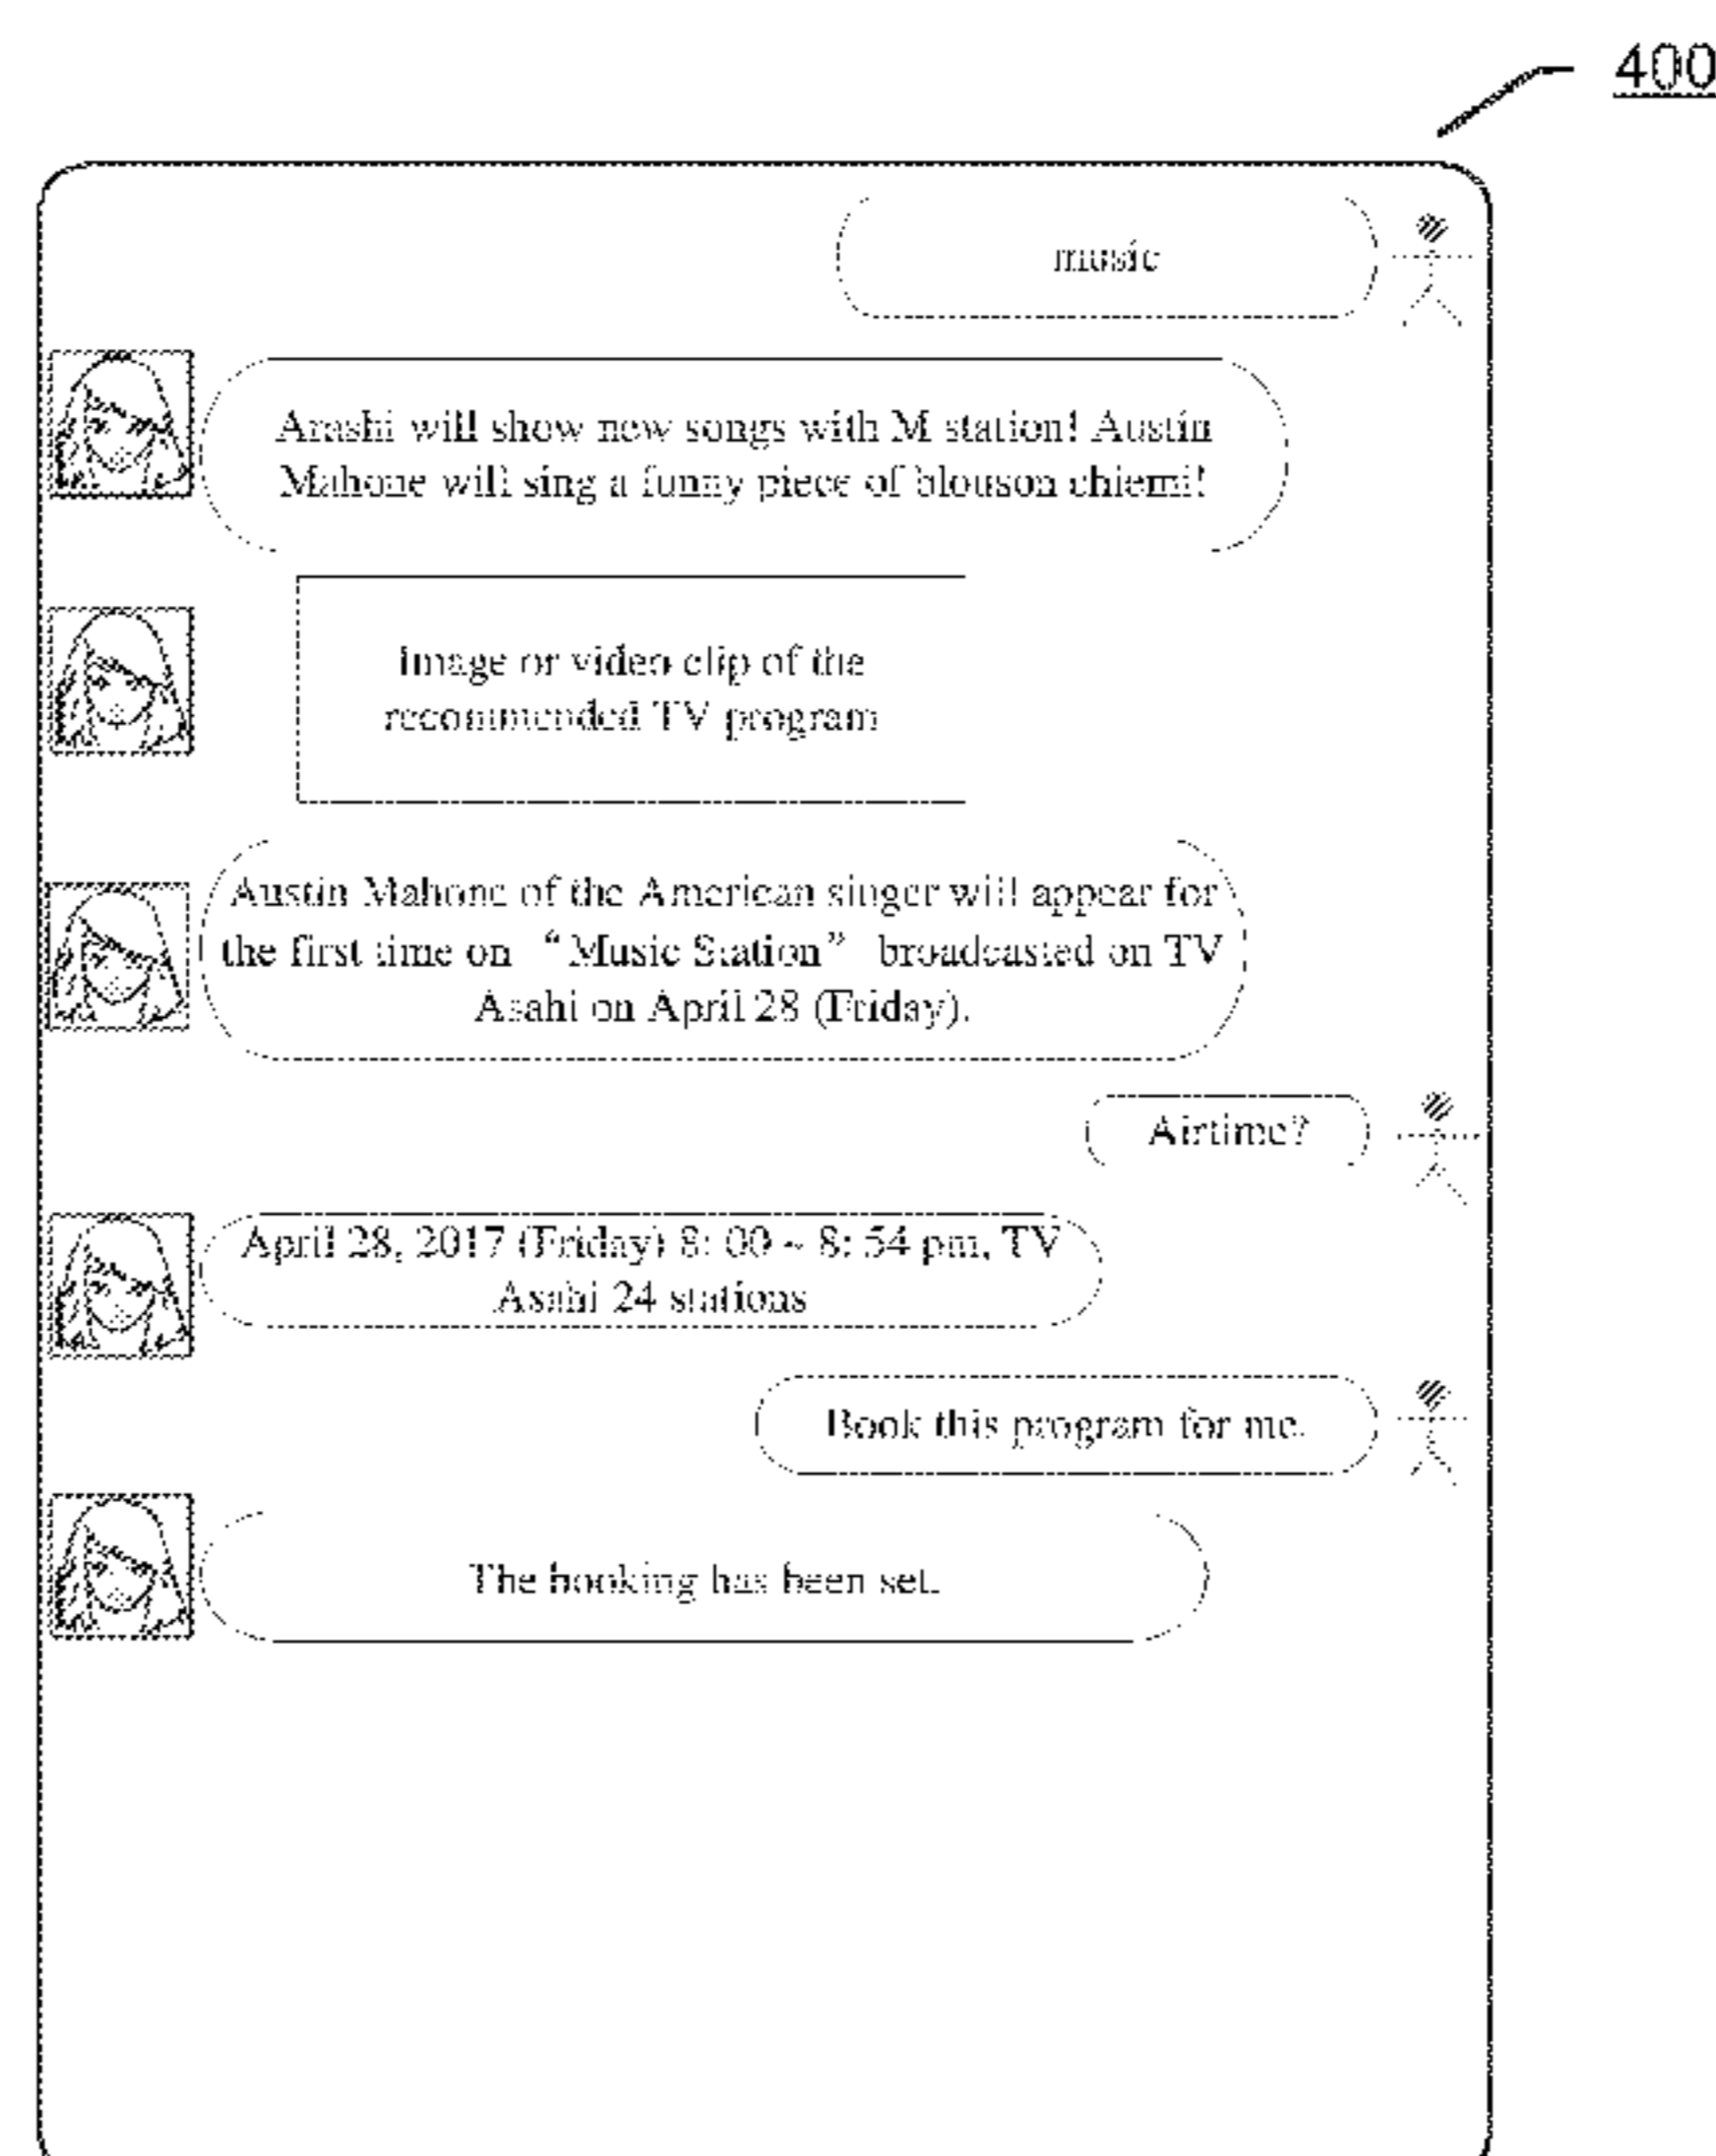 400
music
Arashi will show new songs with M station! Austin
Mahone will sing a funny piece of blouson chiemi!
Image or video clip of the
recommended TV program
Austin Mahone of the American singer will appear for
the first time on “Music Station” broadcasted on TV
Asahi on April 28 (Friday).
Airtime?
April 28, 2017 (Friday) 8: 00 ~ 8: 54 pm, TV
Asahi 24 stations
Book this program for me.
The booking has been set.